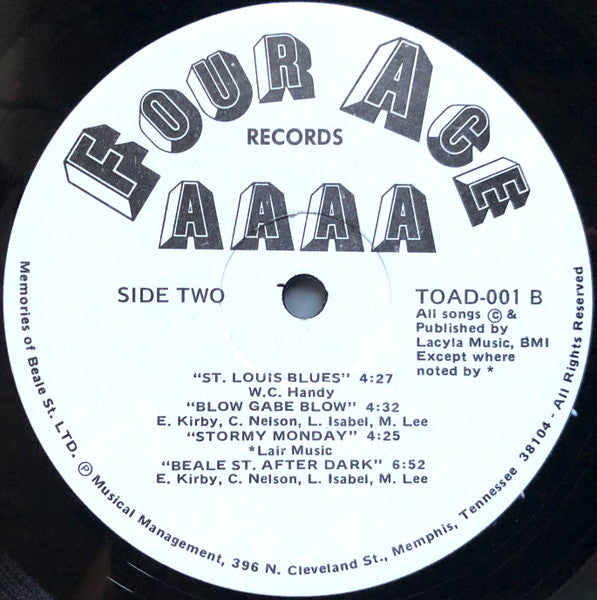 FOUR ACE
RECORDS
AAAA
SIDE TWO
TOAD-001 B
All songs © &
Published by
Lacyla Music, BMI
Except where
noted by *
"ST. LOUIS BLUES" 4:27
W.C. Handy
"BLOW GABE BLOW" 4:32
E. Kirby, C. Nelson, L. Isabel, M. Lee
"STORMY MONDAY" 4:25
*Lair Music
"BEALE ST. AFTER DARK" 6:52
E. Kirby, C. Nelson, L. Isabel, M. Lee
Memories of Beale St. LTD. ℗ Musical Management, 396 N. Cleveland St., Memphis, Tennessee 38104 - All Rights Reserved